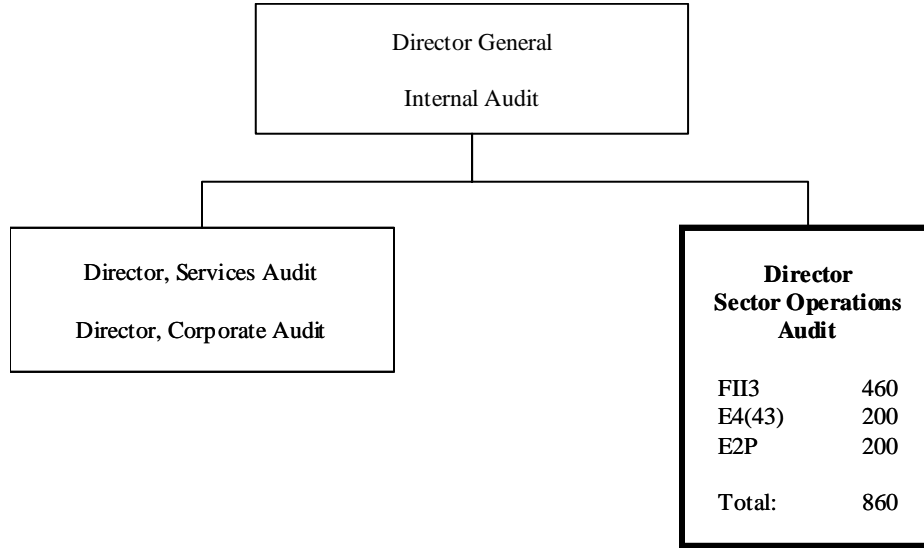 Director General
Internal Audit
Director, Services Audit
Director, Corporate Audit
Director
Sector Operations
Audit
FII3 460
E4(43) 200
E2P 200
Total: 860